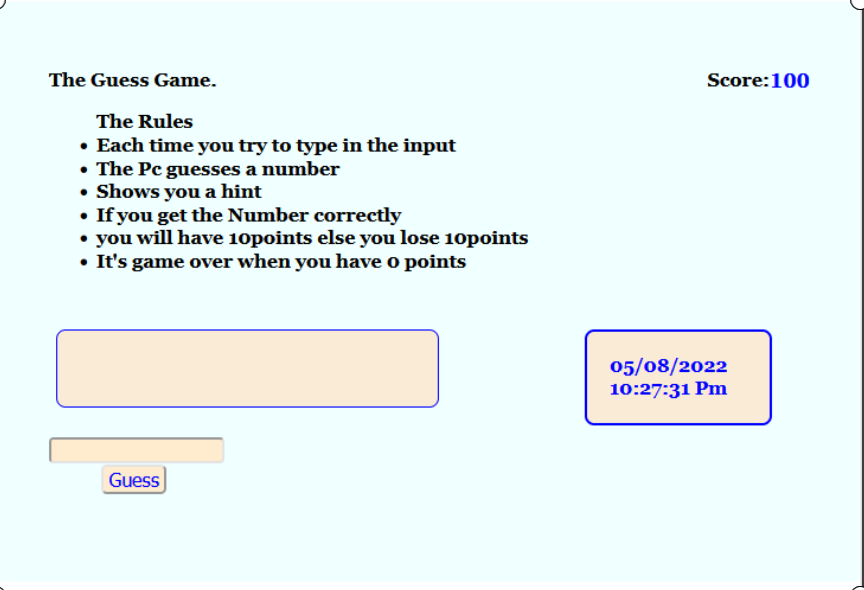 The Guess Game.
Score:100
The Rules
• Each time you try to type in the input
• The Pc guesses a number
• Shows you a hint
• If you get the Number correctly
• you will have 10points else you lose 10points
• It's game over when you have 0 points
05/08/2022
10:27:31 Pm
Guess